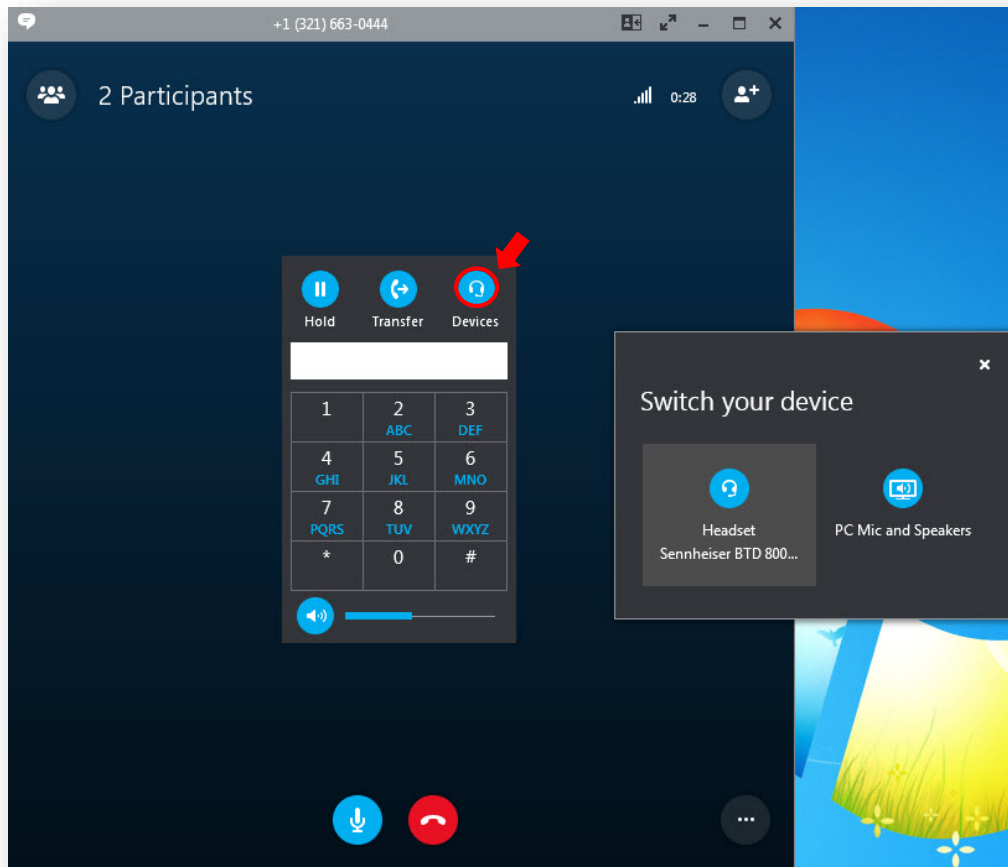 +1 (321) 663-0444
2 Participants
0:28
Hold Transfer Devices
1 2 3
ABC DEF
4 5 6
GHI JKL MNO
7 8 9
PQRS TUV WXYZ
* 0 #
Switch your device
Headset
Sennheiser BTD 800...
PC Mic and Speakers